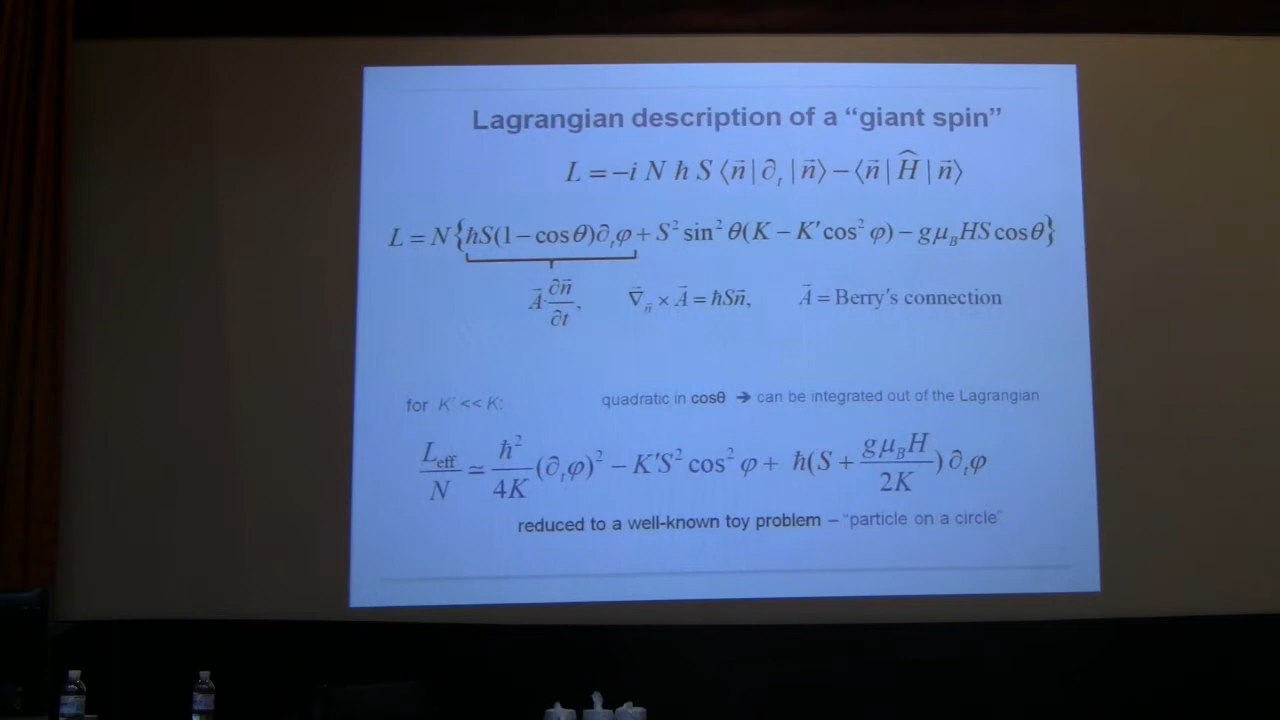 Lagrangian description of a “giant spin”
L = −i N ħ S ⟨n⃗ | ∂ₜ | n⃗⟩ − ⟨n⃗ | Ĥ | n⃗⟩
L = N{ħS(1 − cosθ)∂ₜφ + S² sin² θ(K − K′cos² φ) − gμ_B HS cosθ}
A⃗·∂n⃗/∂t, ∇⃗_n⃗ × A⃗ = ħSn⃗, A⃗ = Berry's connection
for K′ << K: quadratic in cosθ ➔ can be integrated out of the Lagrangian
L_eff/N ≃ ħ²/4K (∂ₜφ)² − K′S² cos² φ + ħ(S + gμ_B H/2K) ∂ₜφ
reduced to a well-known toy problem – “particle on a circle”